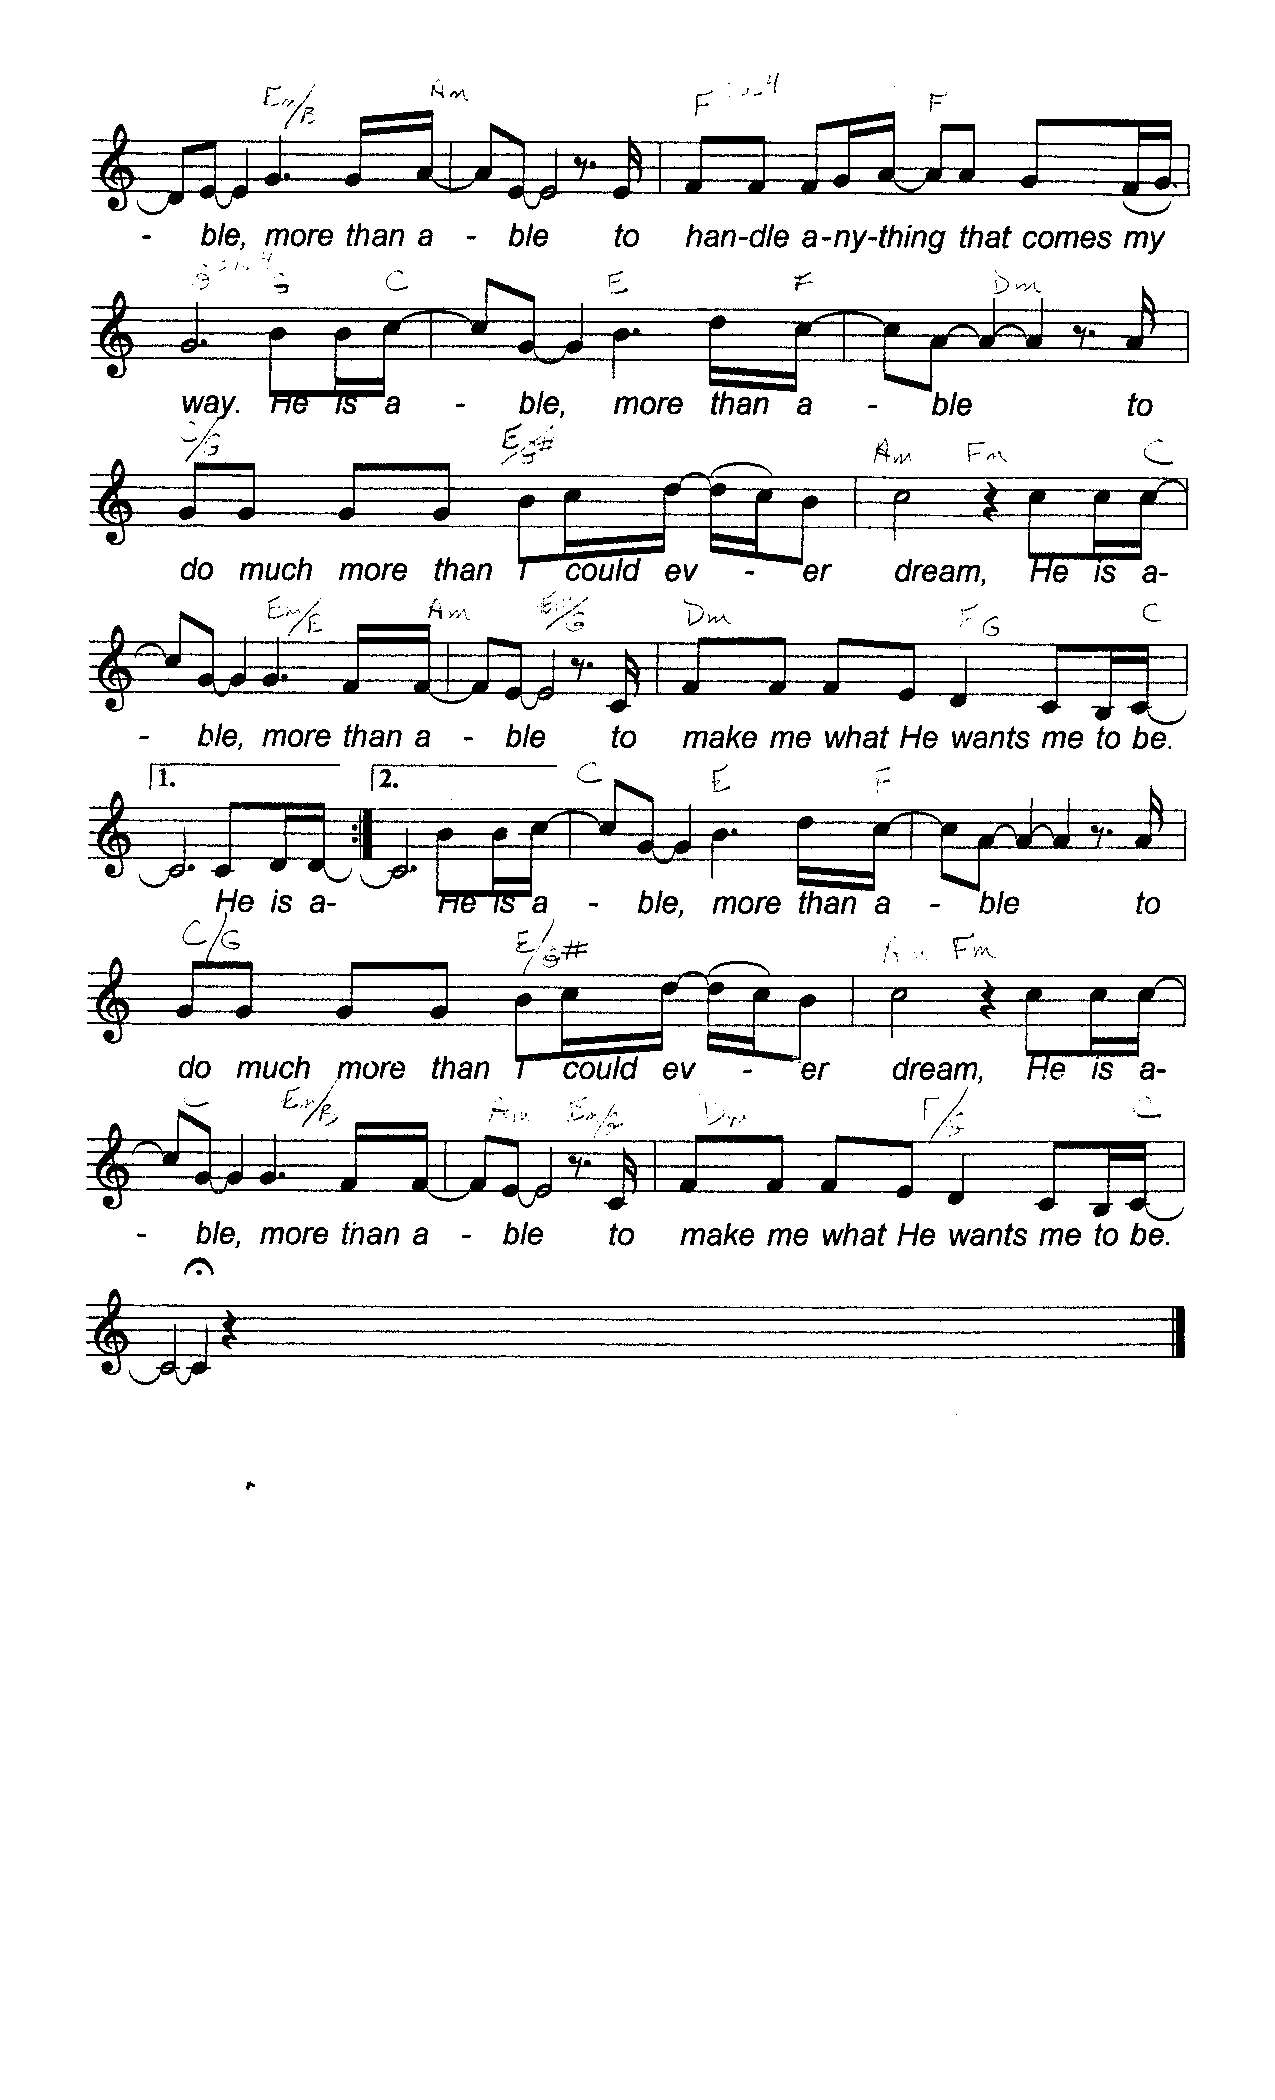 Em/B Am Fsus4 F
- ble, more than a - ble to han-dle a-ny-thing that comes my
Gsus4 G C E F Dm
way. He is a - ble, more than a - ble to
C/G E/G# Am Fm C
do much more than I could ev - er dream, He is a-
Em/E Am Em/G Dm F G C
- ble, more than a - ble to make me what He wants me to be.
1. 2. C E F
He is a- He is a - ble, more than a - ble to
C/G E/G# Am Fm
do much more than I could ev - er dream, He is a-
C Em/B Am Dm F/G C
- ble, more than a - ble to make me what He wants me to be.